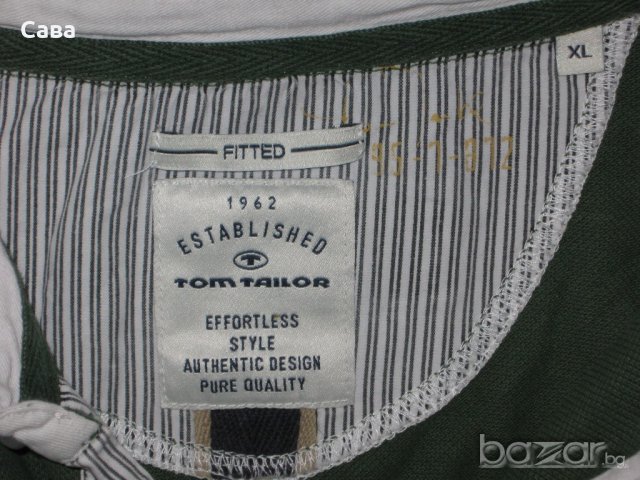 Сава
XL
FITTED
1962
ESTABLISHED
T
TOM TAILOR
EFFORTLESS
STYLE
AUTHENTIC DESIGN
PURE QUALITY
bazar.bg